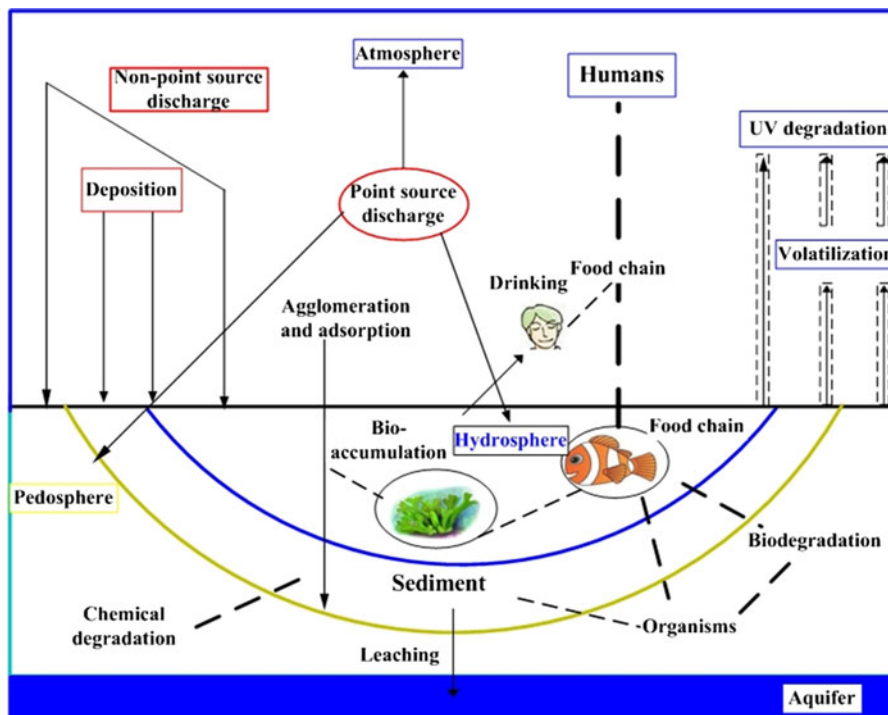 Non-point source
discharge
Atmosphere
Humans
UV degradation
Deposition
Point source
discharge
Volatilization
Drinking
Food chain
Agglomeration
and adsorption
Bio-
accumulation
Hydrosphere
Food chain
Pedosphere
Biodegradation
Sediment
Chemical
degradation
Organisms
Leaching
Aquifer